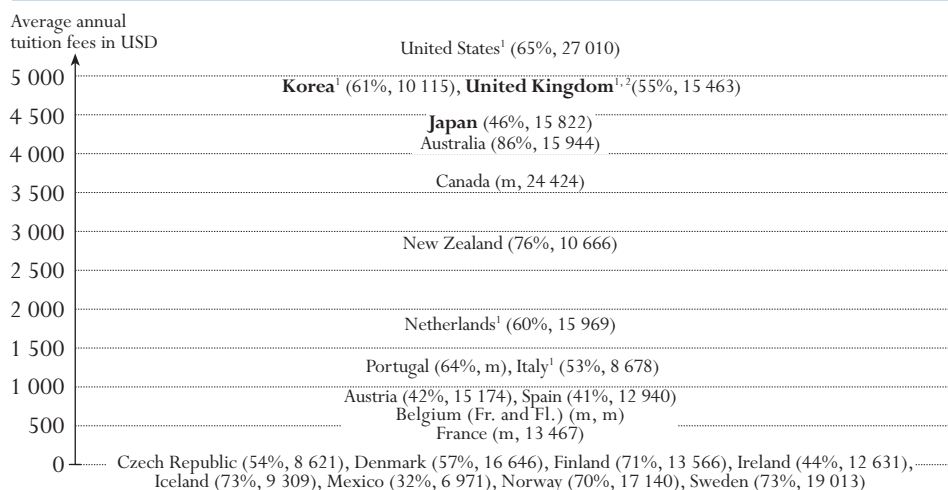 Average annual
tuition fees in USD
United States¹ (65%, 27 010)
5 000
Korea¹ (61%, 10 115), United Kingdom¹,²(55%, 15 463)
4 500
Japan (46%, 15 822)
Australia (86%, 15 944)
4 000
Canada (m, 24 424)
3 500
3 000
New Zealand (76%, 10 666)
2 500
2 000
Netherlands¹ (60%, 15 969)
1 500
Portugal (64%, m), Italy¹ (53%, 8 678)
1 000
Austria (42%, 15 174), Spain (41%, 12 940)
Belgium (Fr. and Fl.) (m, m)
500
France (m, 13 467)
0
Czech Republic (54%, 8 621), Denmark (57%, 16 646), Finland (71%, 13 566), Ireland (44%, 12 631),
Iceland (73%, 9 309), Mexico (32%, 6 971), Norway (70%, 17 140), Sweden (73%, 19 013)